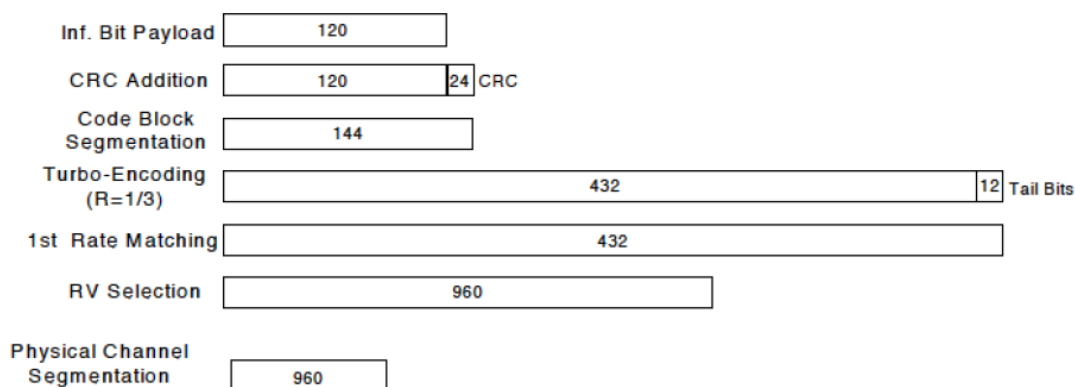 Inf. Bit Payload 120
CRC Addition 120 24 CRC
Code Block
Segmentation 144
Turbo-Encoding
(R=1/3) 432 12 Tail Bits
1st Rate Matching 432
RV Selection 960
Physical Channel
Segmentation 960